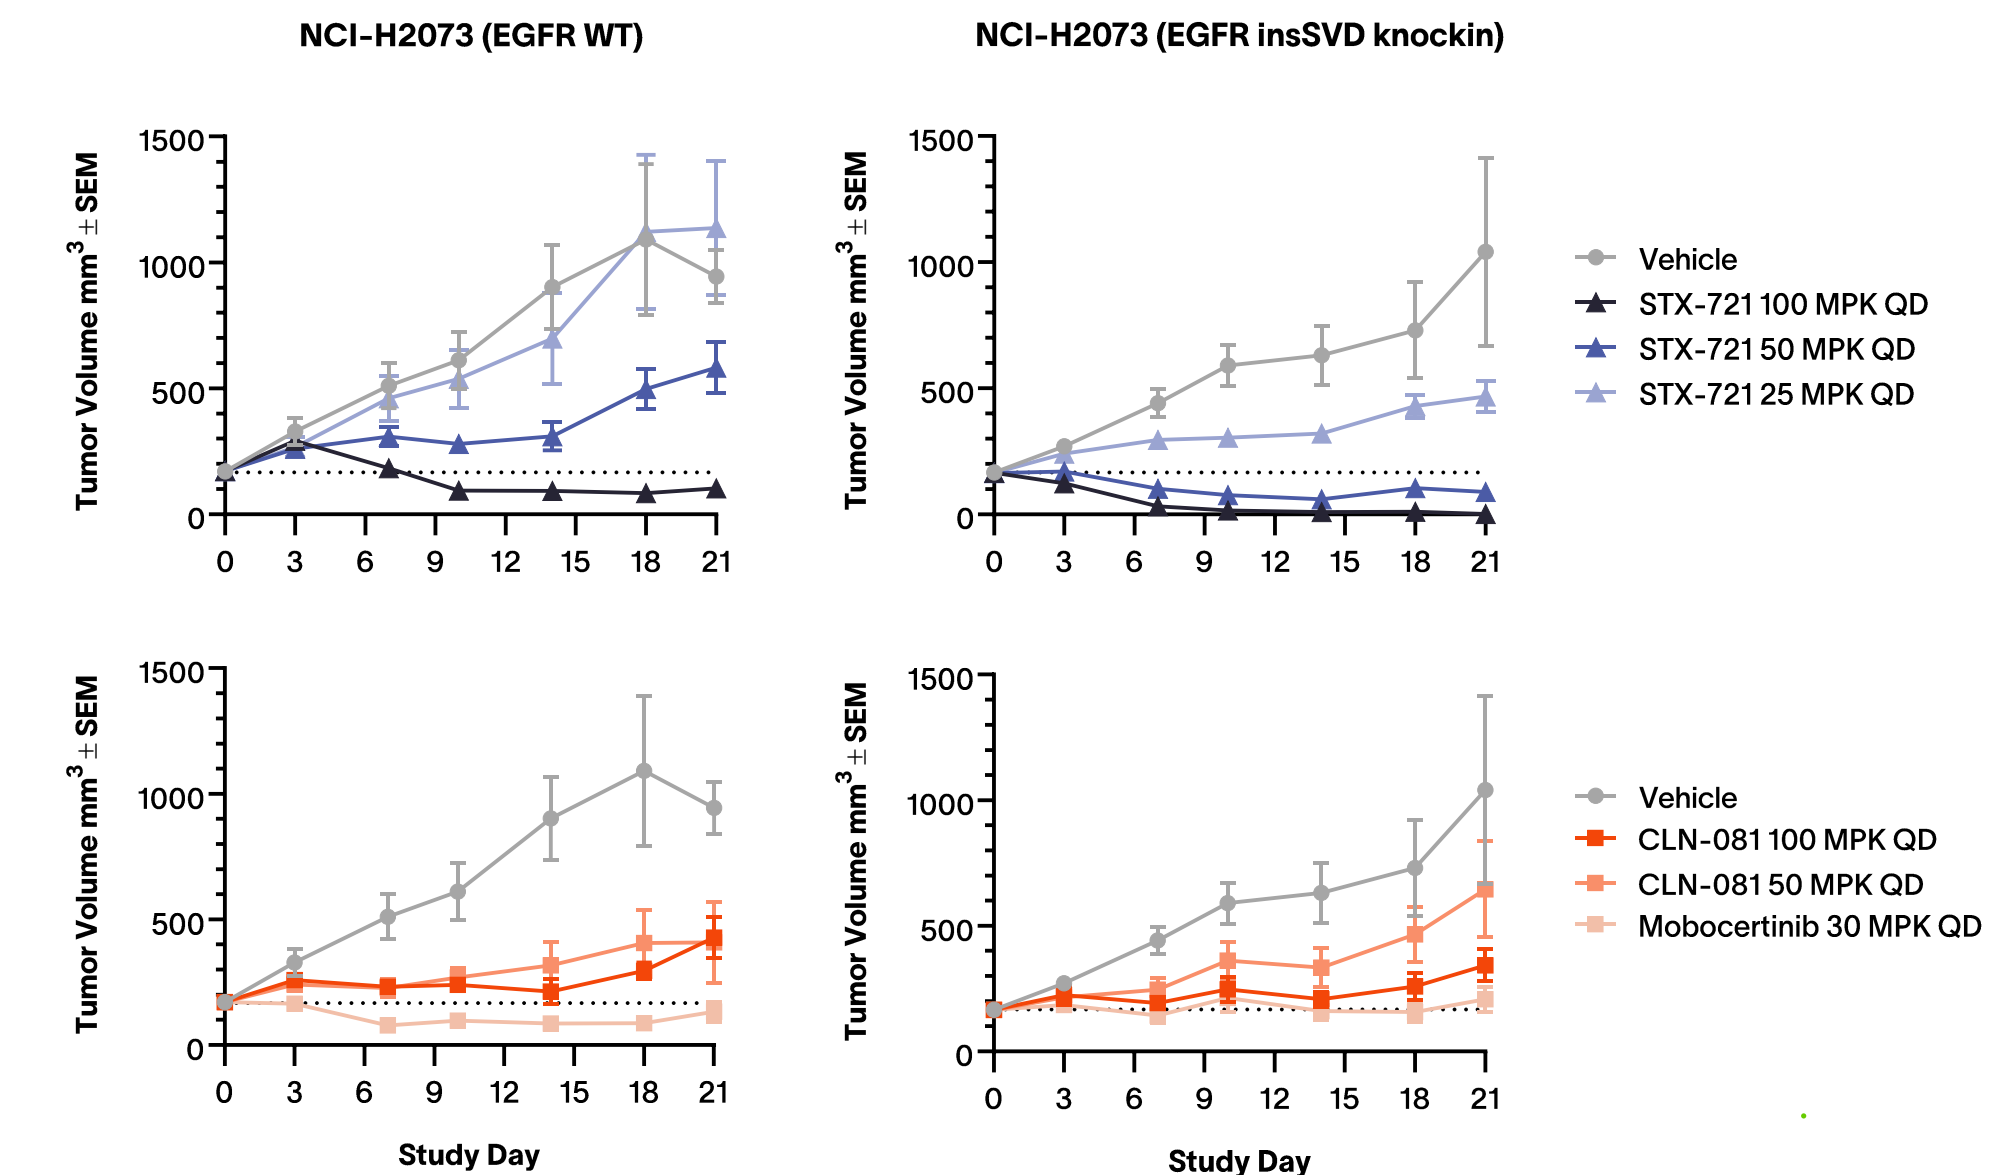 NCI-H2073 (EGFR WT)
NCI-H2073 (EGFR insSVD knockin)
Tumor Volume mm³ ± SEM
1500
1000
500
0
0 3 6 9 12 15 18 21
Tumor Volume mm³ ± SEM
1500
1000
500
0
0 3 6 9 12 15 18 21
Vehicle
STX-721 100 MPK QD
STX-721 50 MPK QD
STX-721 25 MPK QD
Tumor Volume mm³ ± SEM
1500
1000
500
0
0 3 6 9 12 15 18 21
Study Day
Tumor Volume mm³ ± SEM
1500
1000
500
0
0 3 6 9 12 15 18 21
Study Day
Vehicle
CLN-081 100 MPK QD
CLN-081 50 MPK QD
Mobocertinib 30 MPK QD